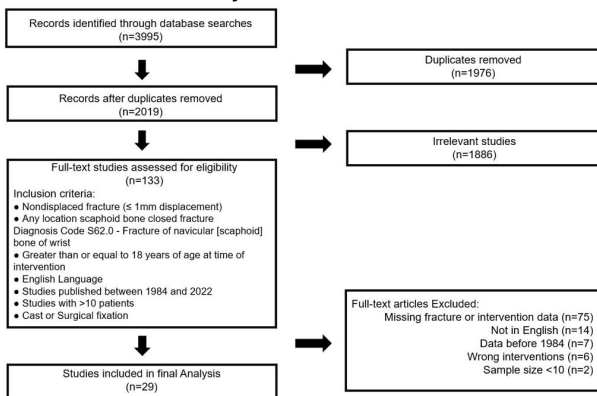 Records identified through database searches
(n=3995)
Duplicates removed
(n=1976)
Records after duplicates removed
(n=2019)
Irrelevant studies
(n=1886)
Full-text studies assessed for eligibility
(n=133)
Inclusion criteria:
● Nondisplaced fracture (≤ 1mm displacement)
● Any location scaphoid bone closed fracture
Diagnosis Code S62.0 - Fracture of navicular [scaphoid]
bone of wrist
● Greater than or equal to 18 years of age at time of
intervention
● English Language
● Studies published between 1984 and 2022
● Studies with >10 patients
● Cast or Surgical fixation
Full-text articles Excluded:
Missing fracture or intervention data (n=75)
Not in English (n=14)
Data before 1984 (n=7)
Wrong interventions (n=6)
Sample size <10 (n=2)
Studies included in final Analysis
(n=29)